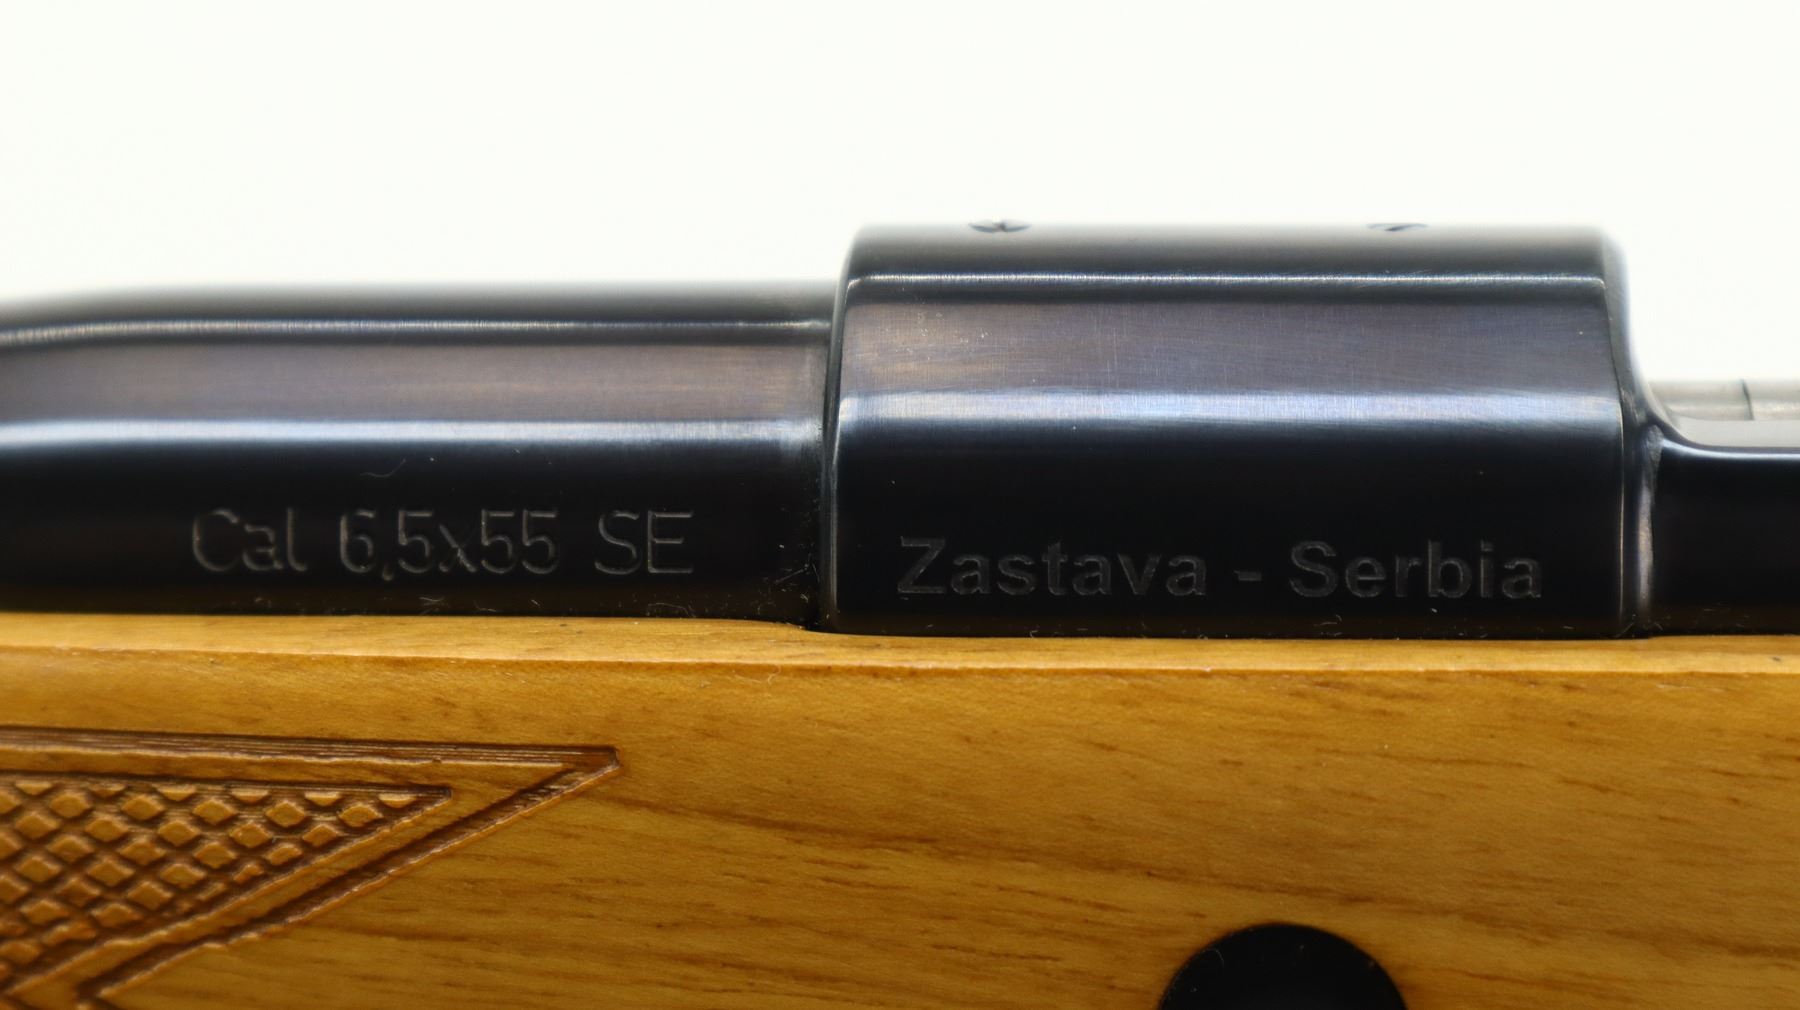 Cal 6,5x55 SE
Zastava - Serbia